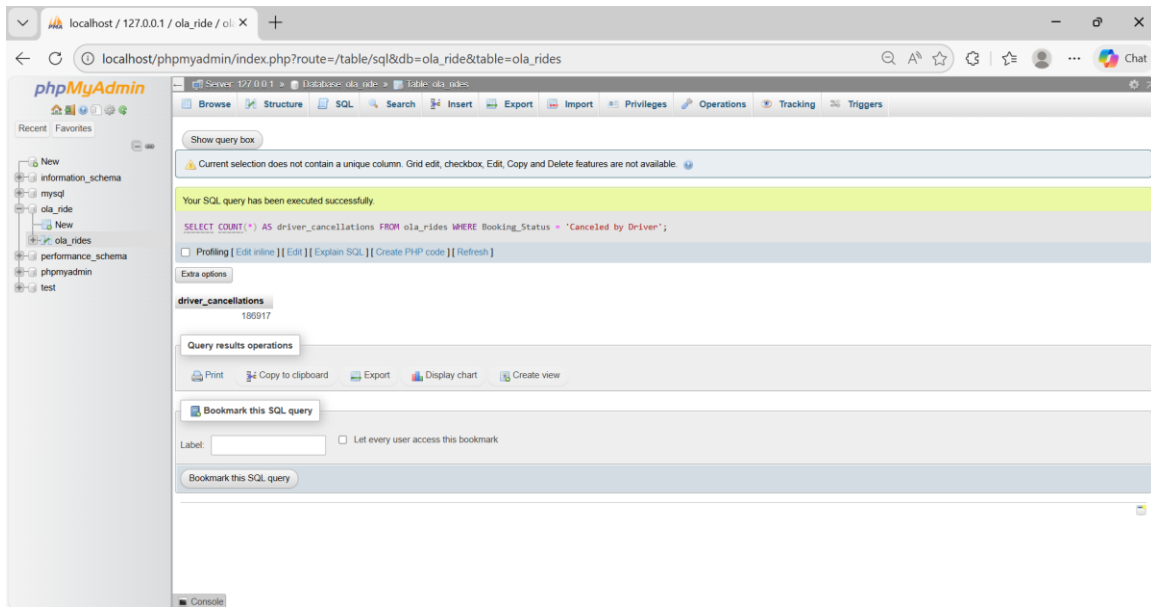 localhost / 127.0.0.1 / ola_ride / ol
localhost/phpmyadmin/index.php?route=/table/sql&db=ola_ride&table=ola_rides
Chat
phpMyAdmin
Recent Favorites
New
information_schema
mysql
ola_ride
New
ola_rides
performance_schema
phpmyadmin
test
Server: 127.0.0.1 » Database: ola_ride » Table: ola_rides
Browse Structure SQL Search Insert Export Import Privileges Operations Tracking Triggers
Show query box
Current selection does not contain a unique column. Grid edit, checkbox, Edit, Copy and Delete features are not available.
Your SQL query has been executed successfully.
SELECT COUNT(*) AS driver_cancellations FROM ola_rides WHERE Booking_Status = 'Canceled by Driver';
Profiling [ Edit inline ] [ Edit ] [ Explain SQL ] [ Create PHP code ] [ Refresh ]
Extra options
driver_cancellations
186917
Query results operations
Print Copy to clipboard Export Display chart Create view
Bookmark this SQL query
Label: Let every user access this bookmark
Bookmark this SQL query
Console